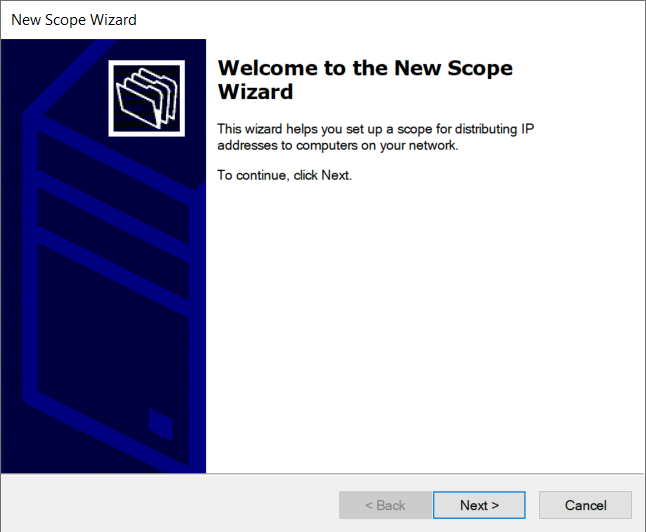 New Scope Wizard
Welcome to the New Scope
Wizard
This wizard helps you set up a scope for distributing IP
addresses to computers on your network.
To continue, click Next.
< Back
Next >
Cancel